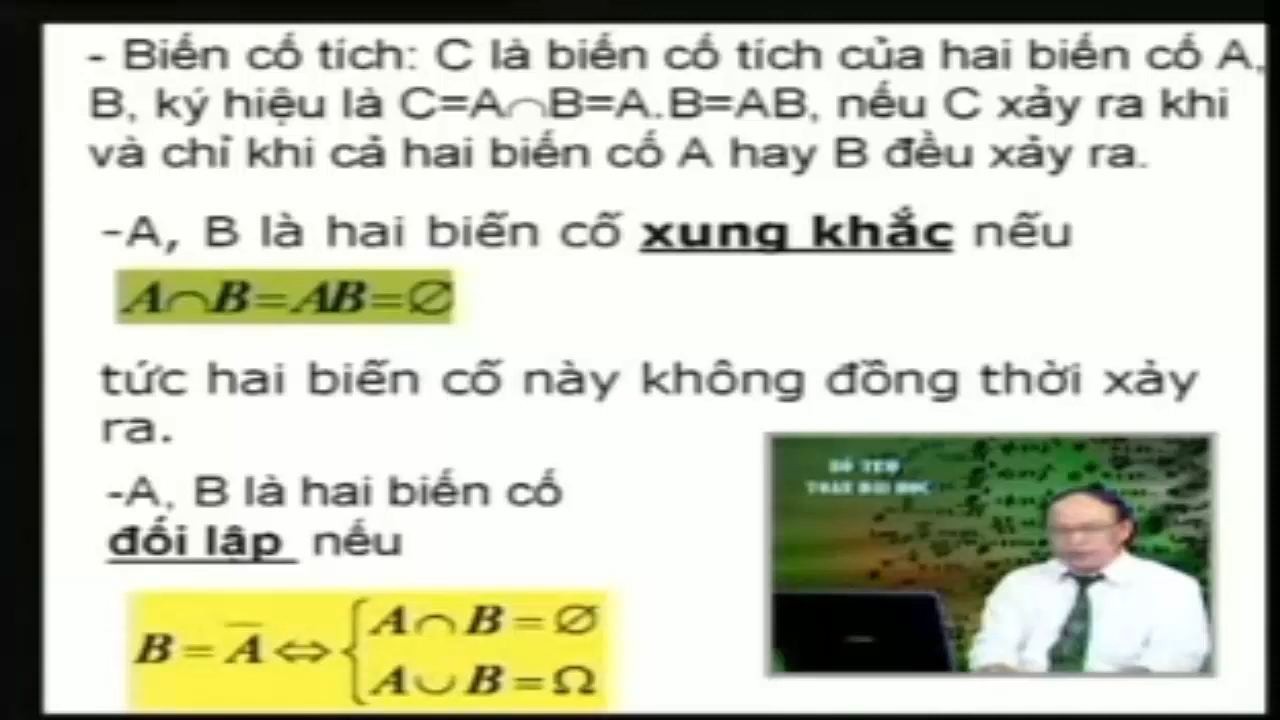 - Biến cố tích: C là biến cố tích của hai biến cố A,
B, ký hiệu là C=A∩B=A.B=AB, nếu C xảy ra khi
và chỉ khi cả hai biến cố A hay B đều xảy ra.
-A, B là hai biến cố xung khắc nếu
A∩B=AB=∅
tức hai biến cố này không đồng thời xảy
ra.
-A, B là hai biến cố
đối lập nếu
B = A̅ ⇔ { A∩B=∅
A∪B=Ω